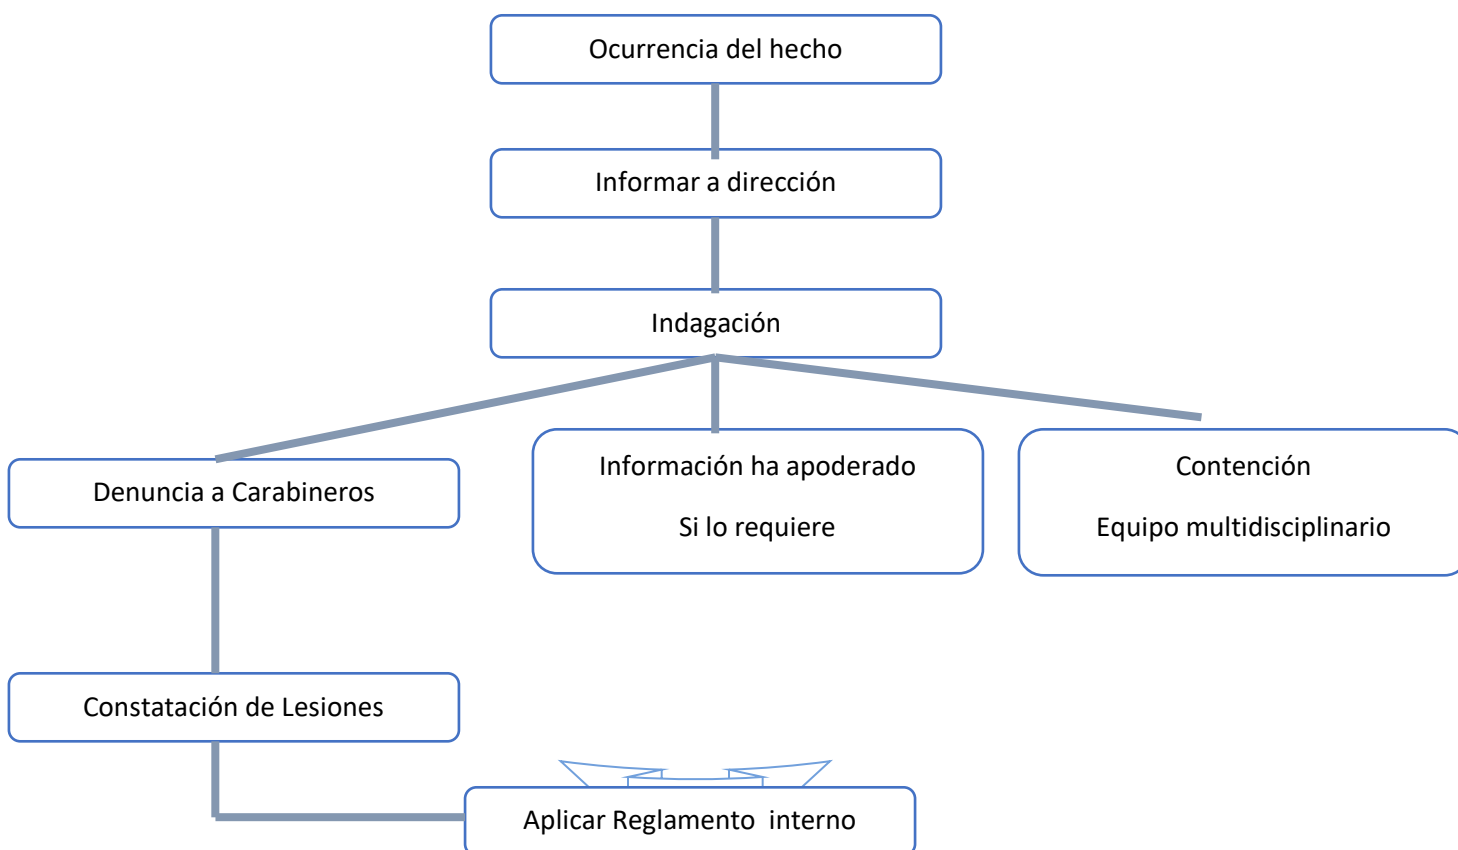 Ocurrencia del hecho
Informar a dirección
Indagación
Denuncia a Carabineros
Información ha apoderado
Si lo requiere
Contención
Equipo multidisciplinario
Constatación de Lesiones
Aplicar Reglamento  interno